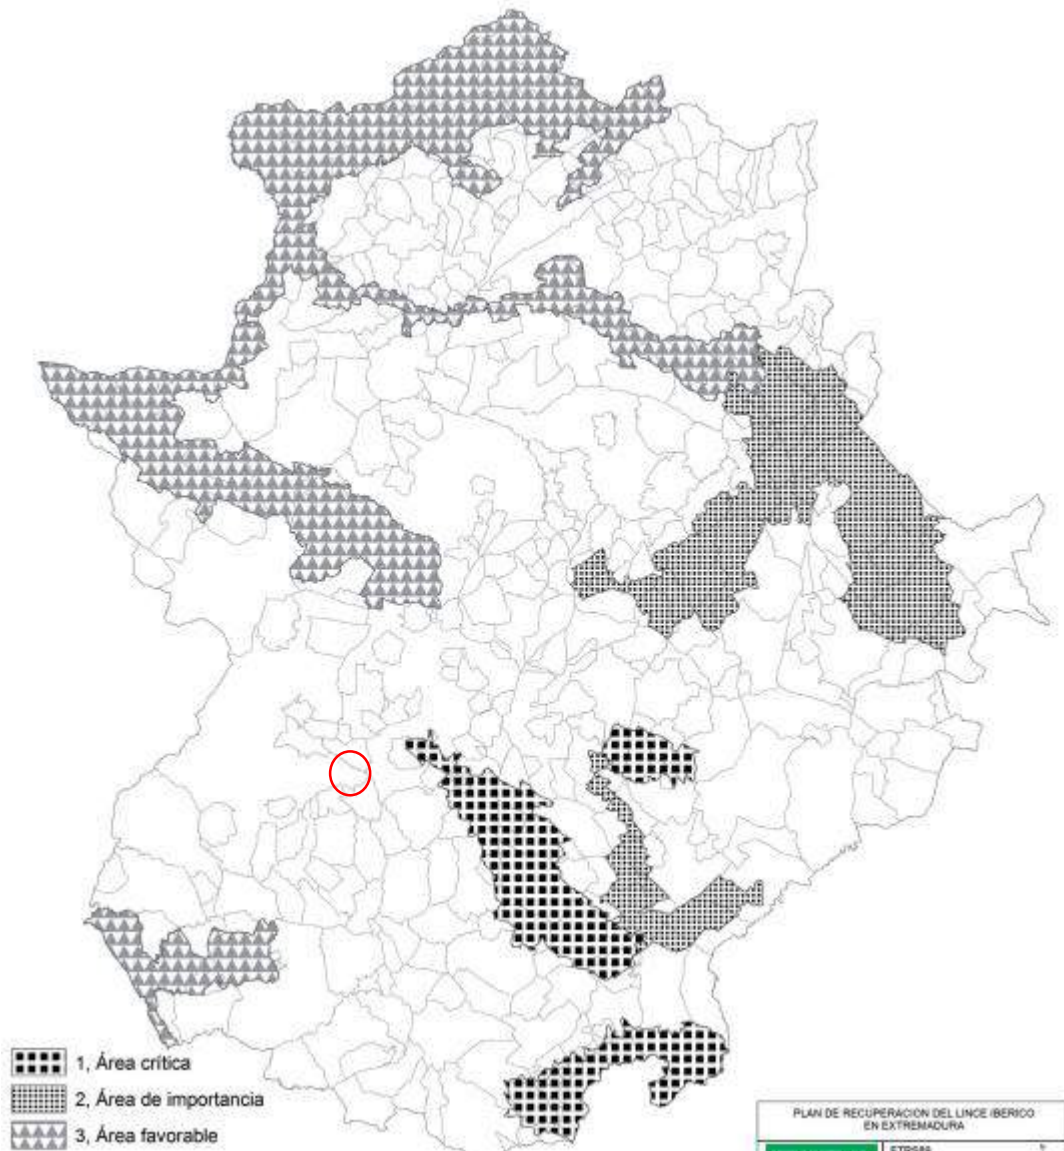 1, Área crítica
2, Área de importancia
3, Área favorable
PLAN DE RECUPERACION DEL LINCE IBERICO
EN EXTREMADURA